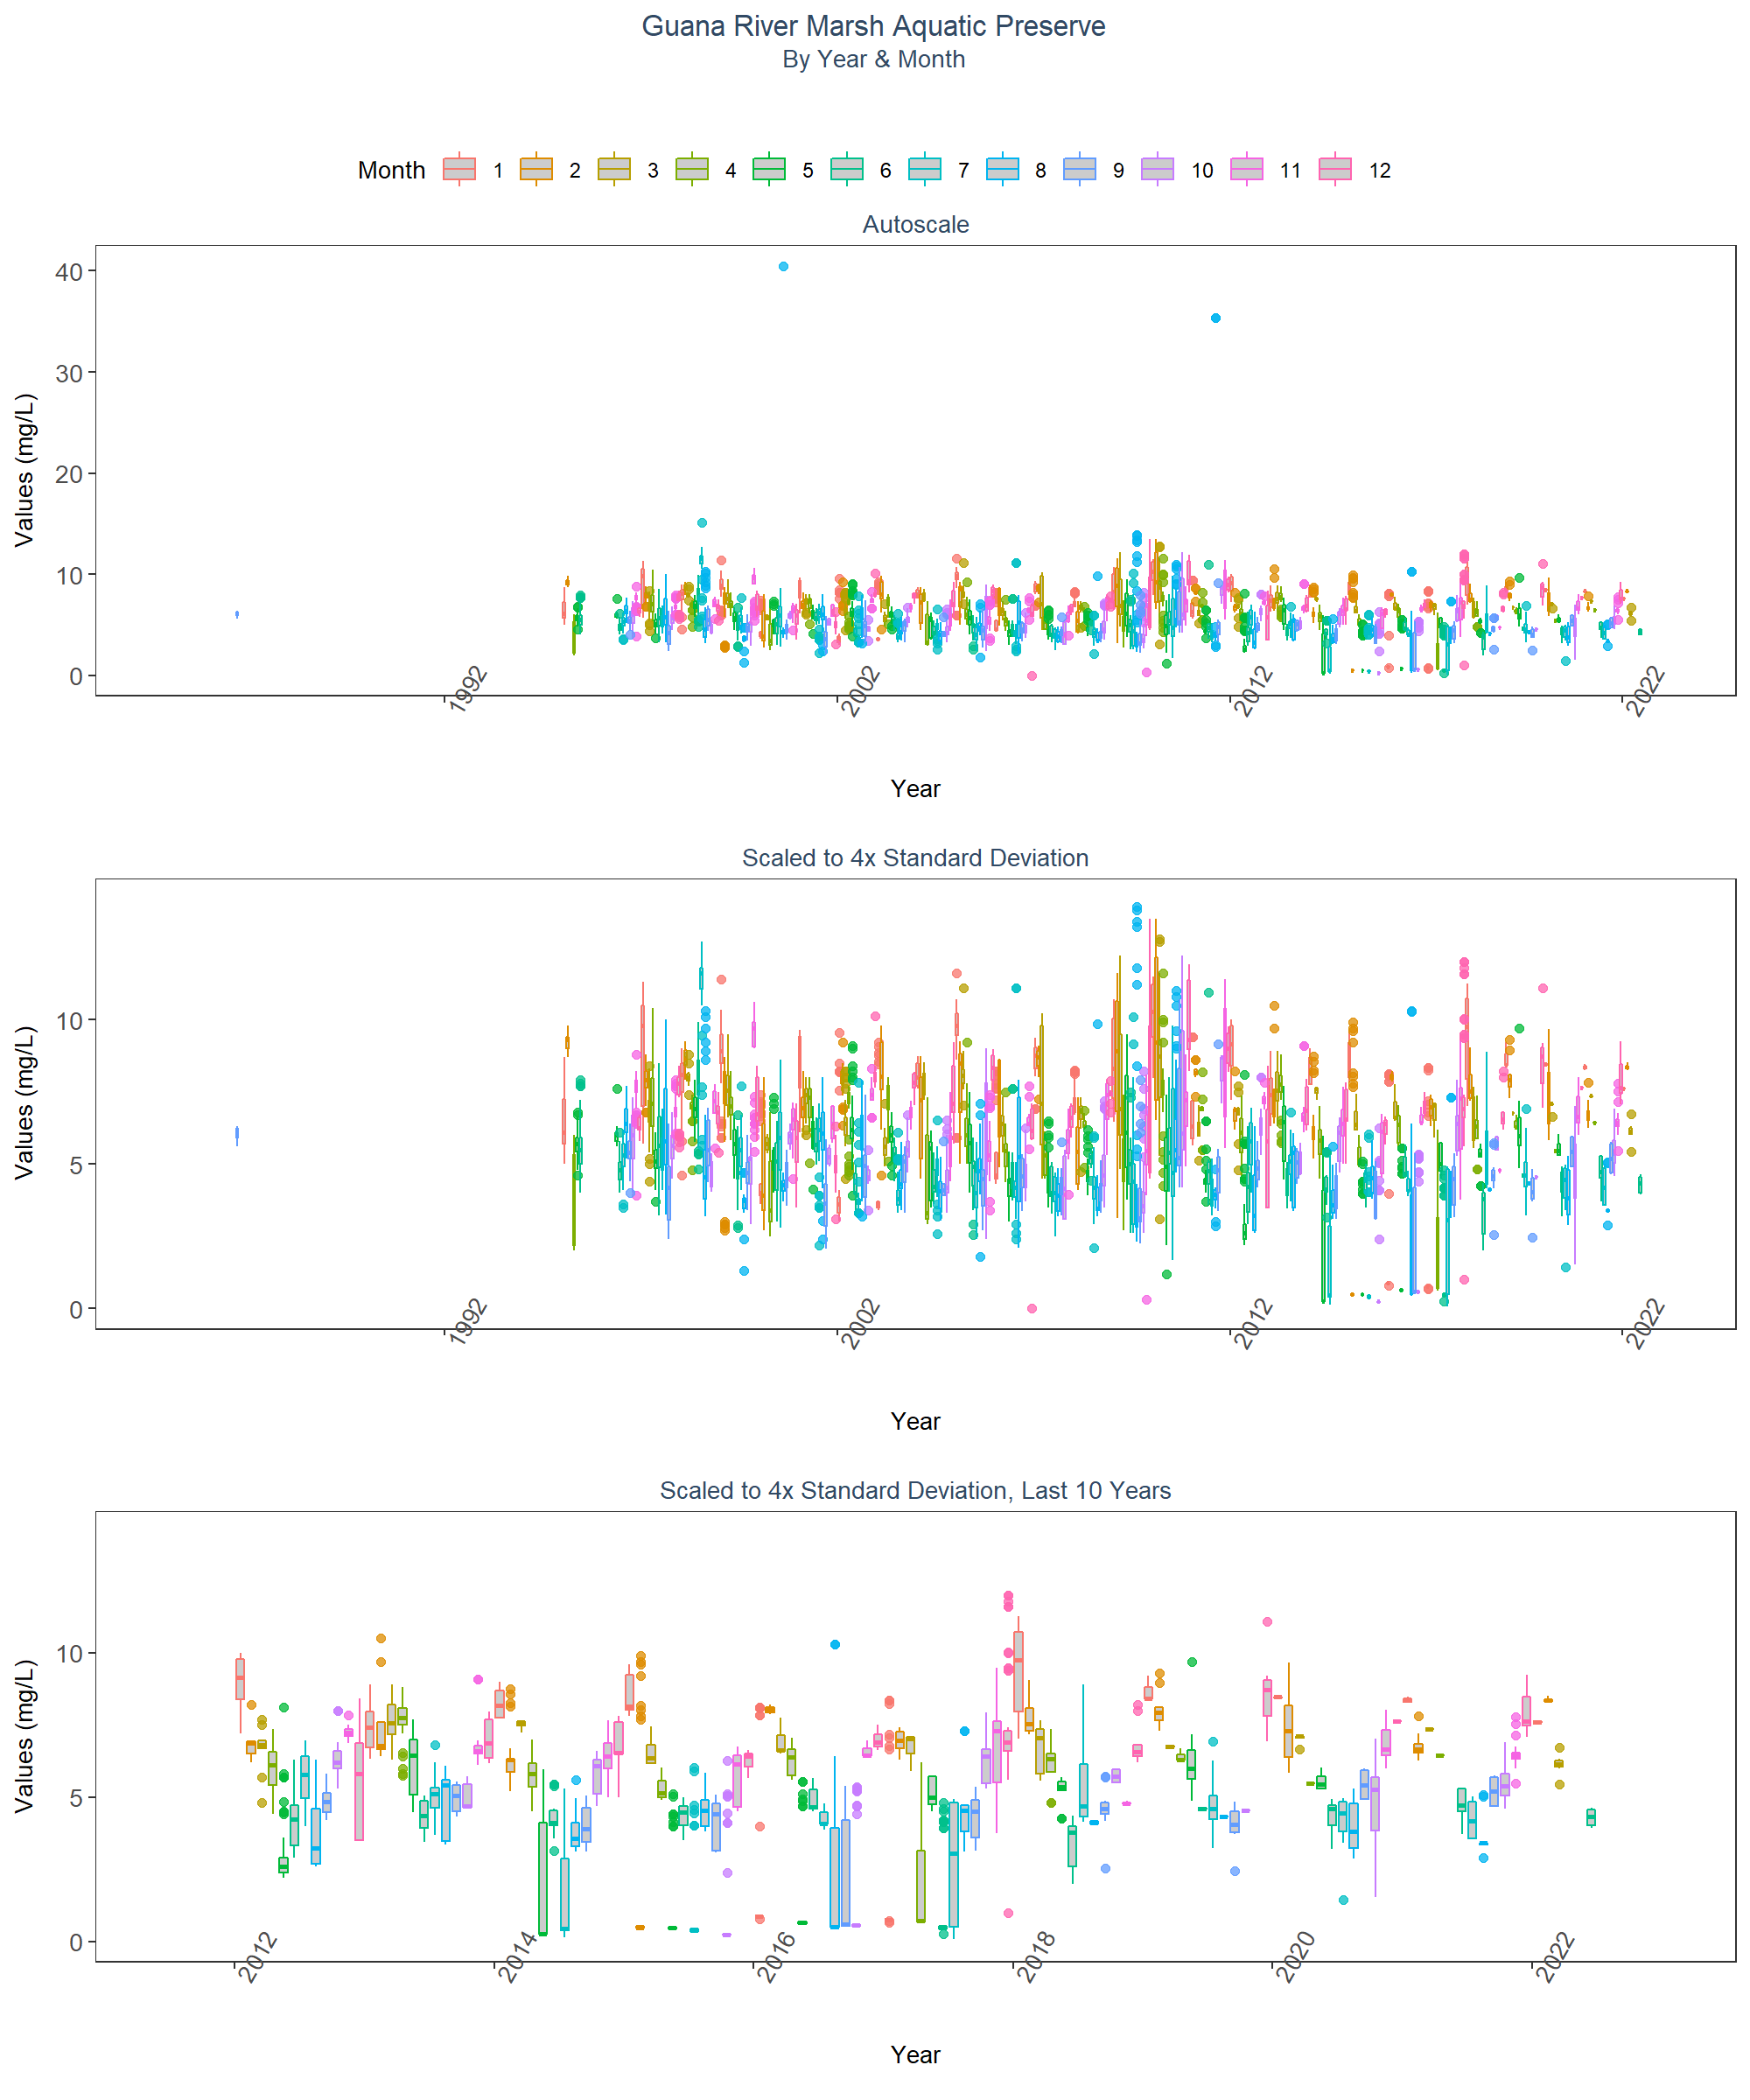 Guana River Marsh Aquatic Preserve
By Year & Month
Month 1 2 3 4 5 6 7 8 9 10 11 12
Autoscale
Values (mg/L)
40
30
20
10
0
1992 2002 2012 2022
Year
Scaled to 4x Standard Deviation
Values (mg/L)
10
5
0
1992 2002 2012 2022
Year
Scaled to 4x Standard Deviation, Last 10 Years
Values (mg/L)
10
5
0
2012 2014 2016 2018 2020 2022
Year